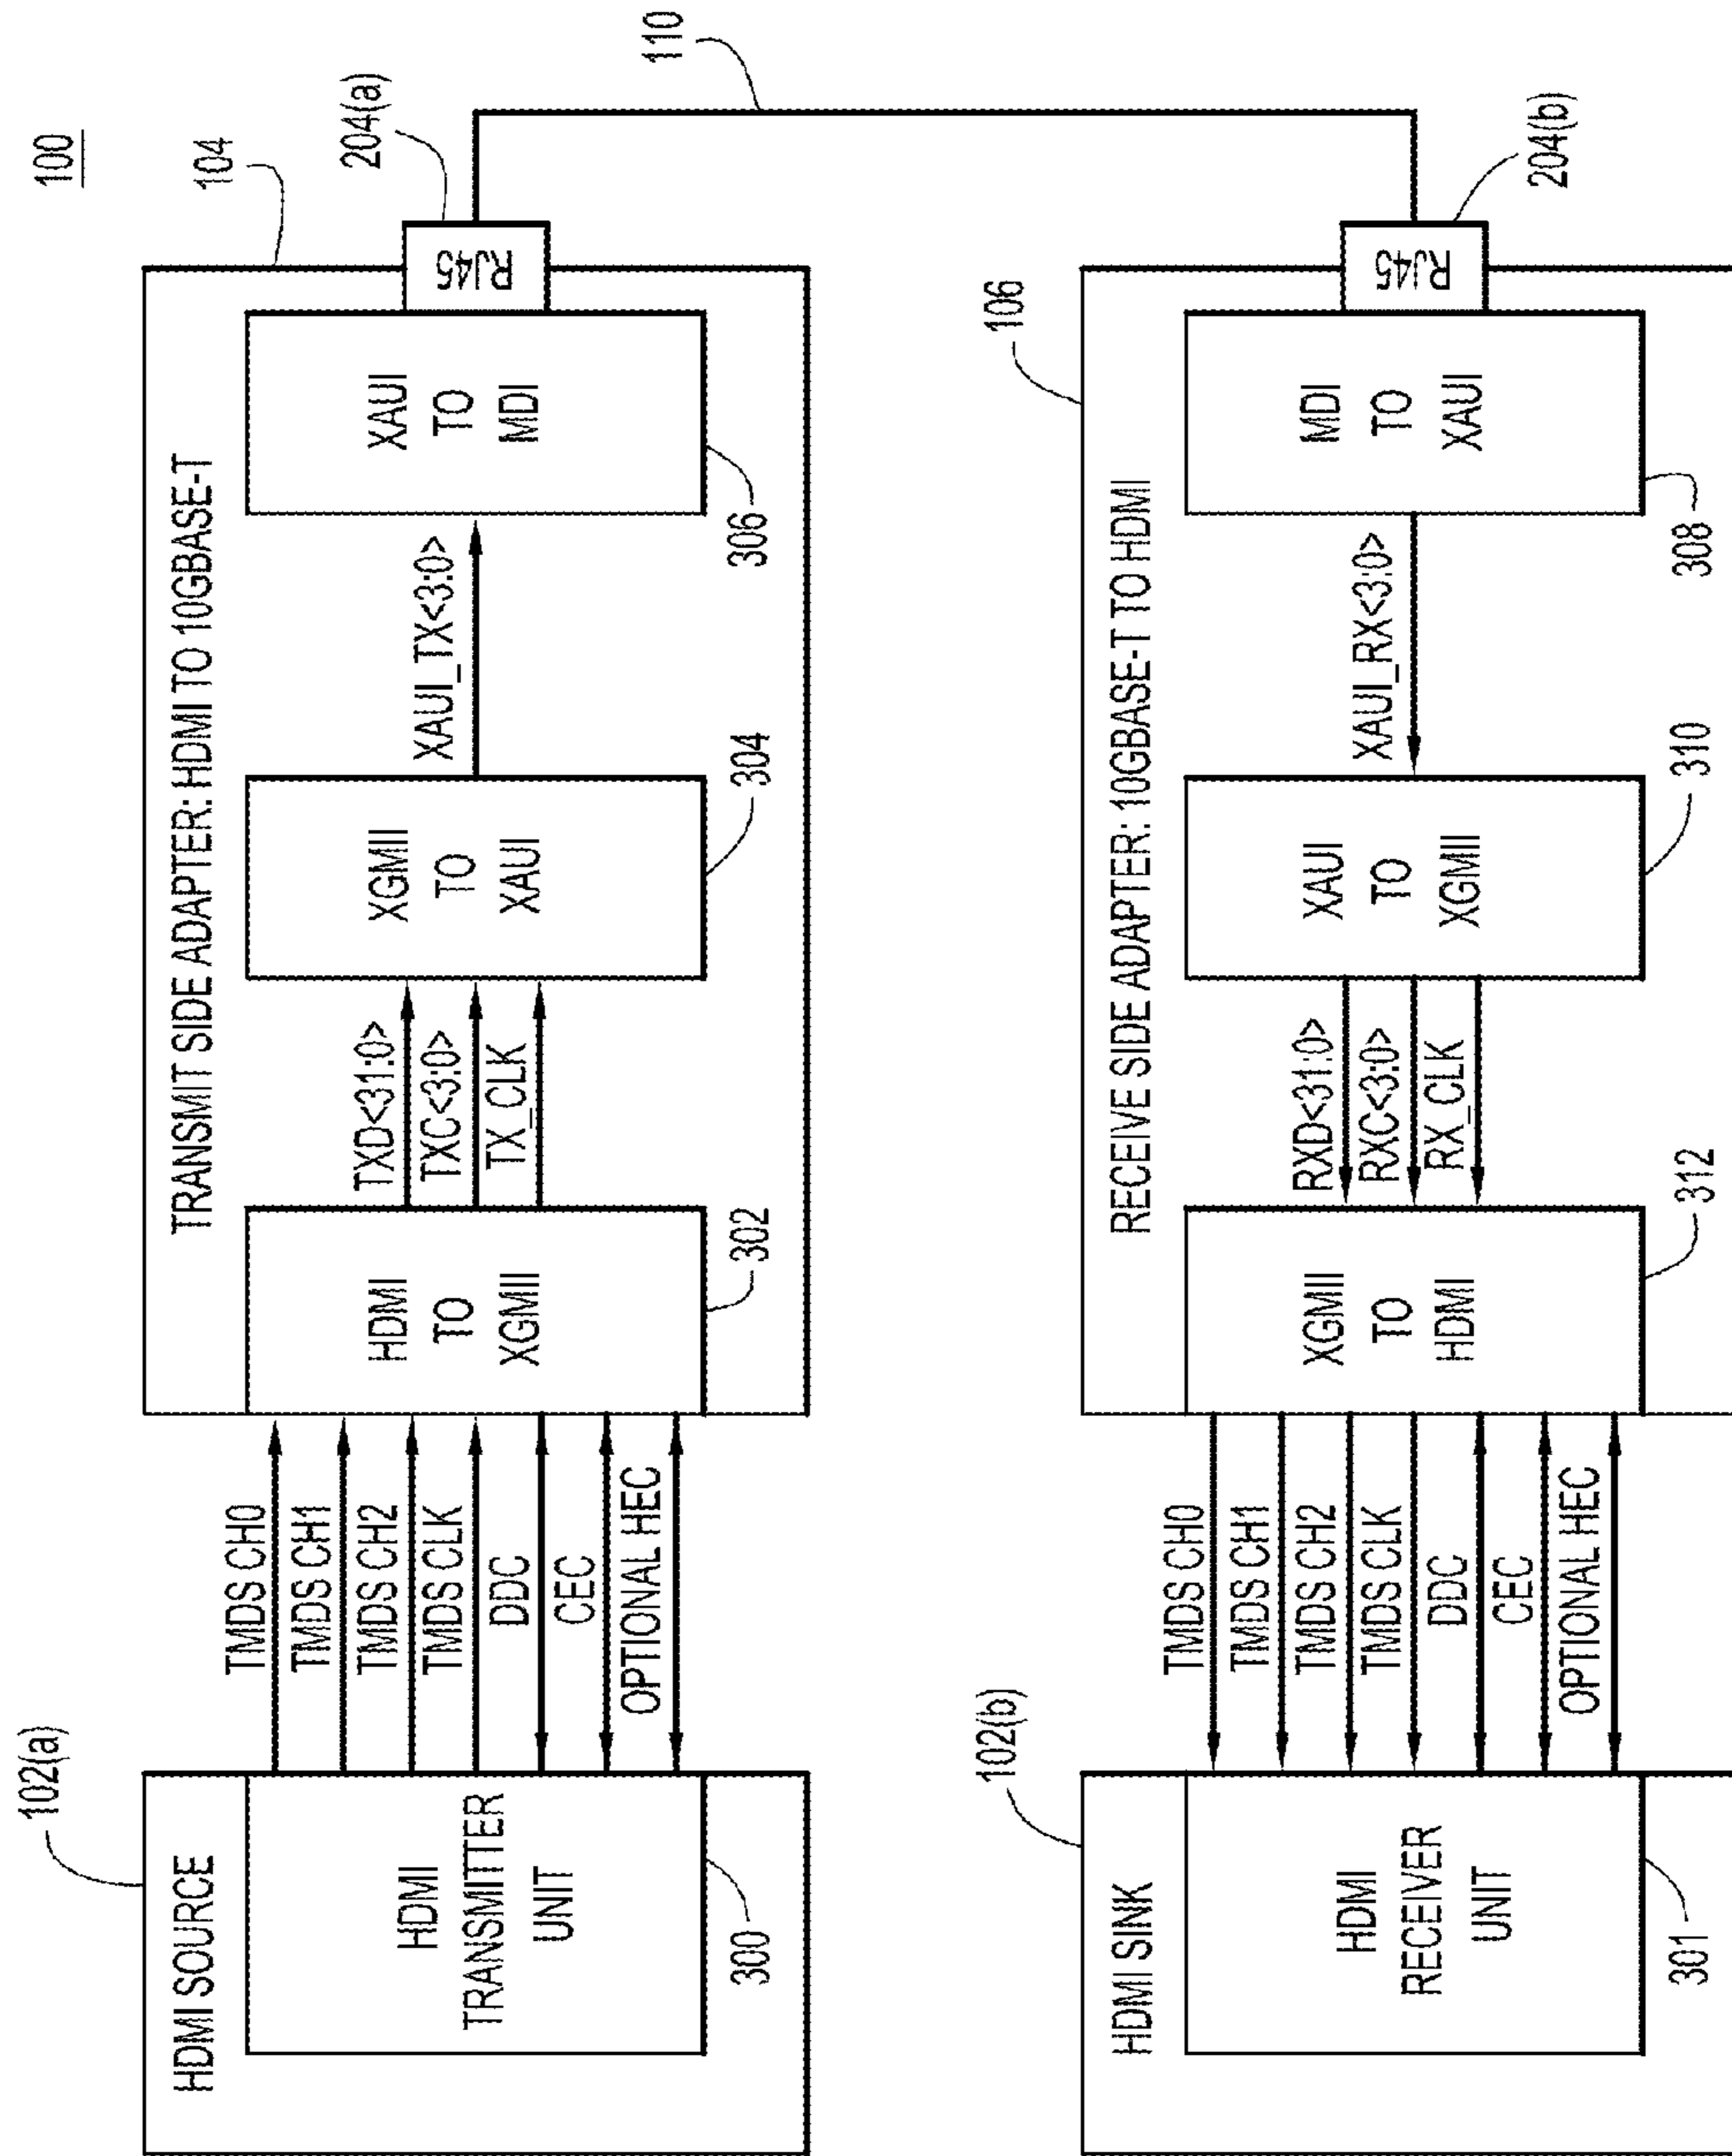 100
HDMI SOURCE
102(a)
HDMI
TRANSMITTER
UNIT
300
TMDS CH0
TMDS CH1
TMDS CH2
TMDS CLK
DDC
CEC
OPTIONAL HEC
TRANSMIT SIDE ADAPTER: HDMI TO 10GBASE-T
104
HDMI
TO
XGMII
302
TXD<31:0>
TXC<3:0>
TX_CLK
XGMII
TO
XAUI
304
XAUI_TX<3:0>
XAUI
TO
MDI
306
RJ45
204(a)
110
HDMI SINK
102(b)
HDMI
RECEIVER
UNIT
301
TMDS CH0
TMDS CH1
TMDS CH2
TMDS CLK
DDC
CEC
OPTIONAL HEC
RECEIVE SIDE ADAPTER: 10GBASE-T TO HDMI
106
XGMII
TO
HDMI
312
RXD<31:0>
RXC<3:0>
RX_CLK
XAUI
TO
XGMII
310
XAUI_RX<3:0>
MDI
TO
XAUI
308
RJ45
204(b)